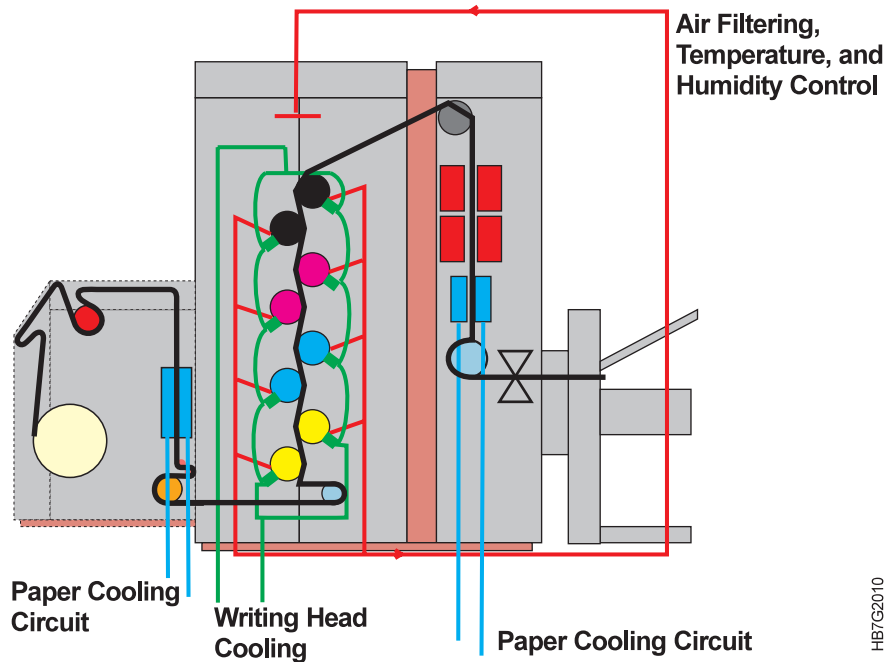 Air Filtering,
Temperature, and
Humidity Control
Paper Cooling
Circuit
Writing Head
Cooling
Paper Cooling Circuit
HB7G2010